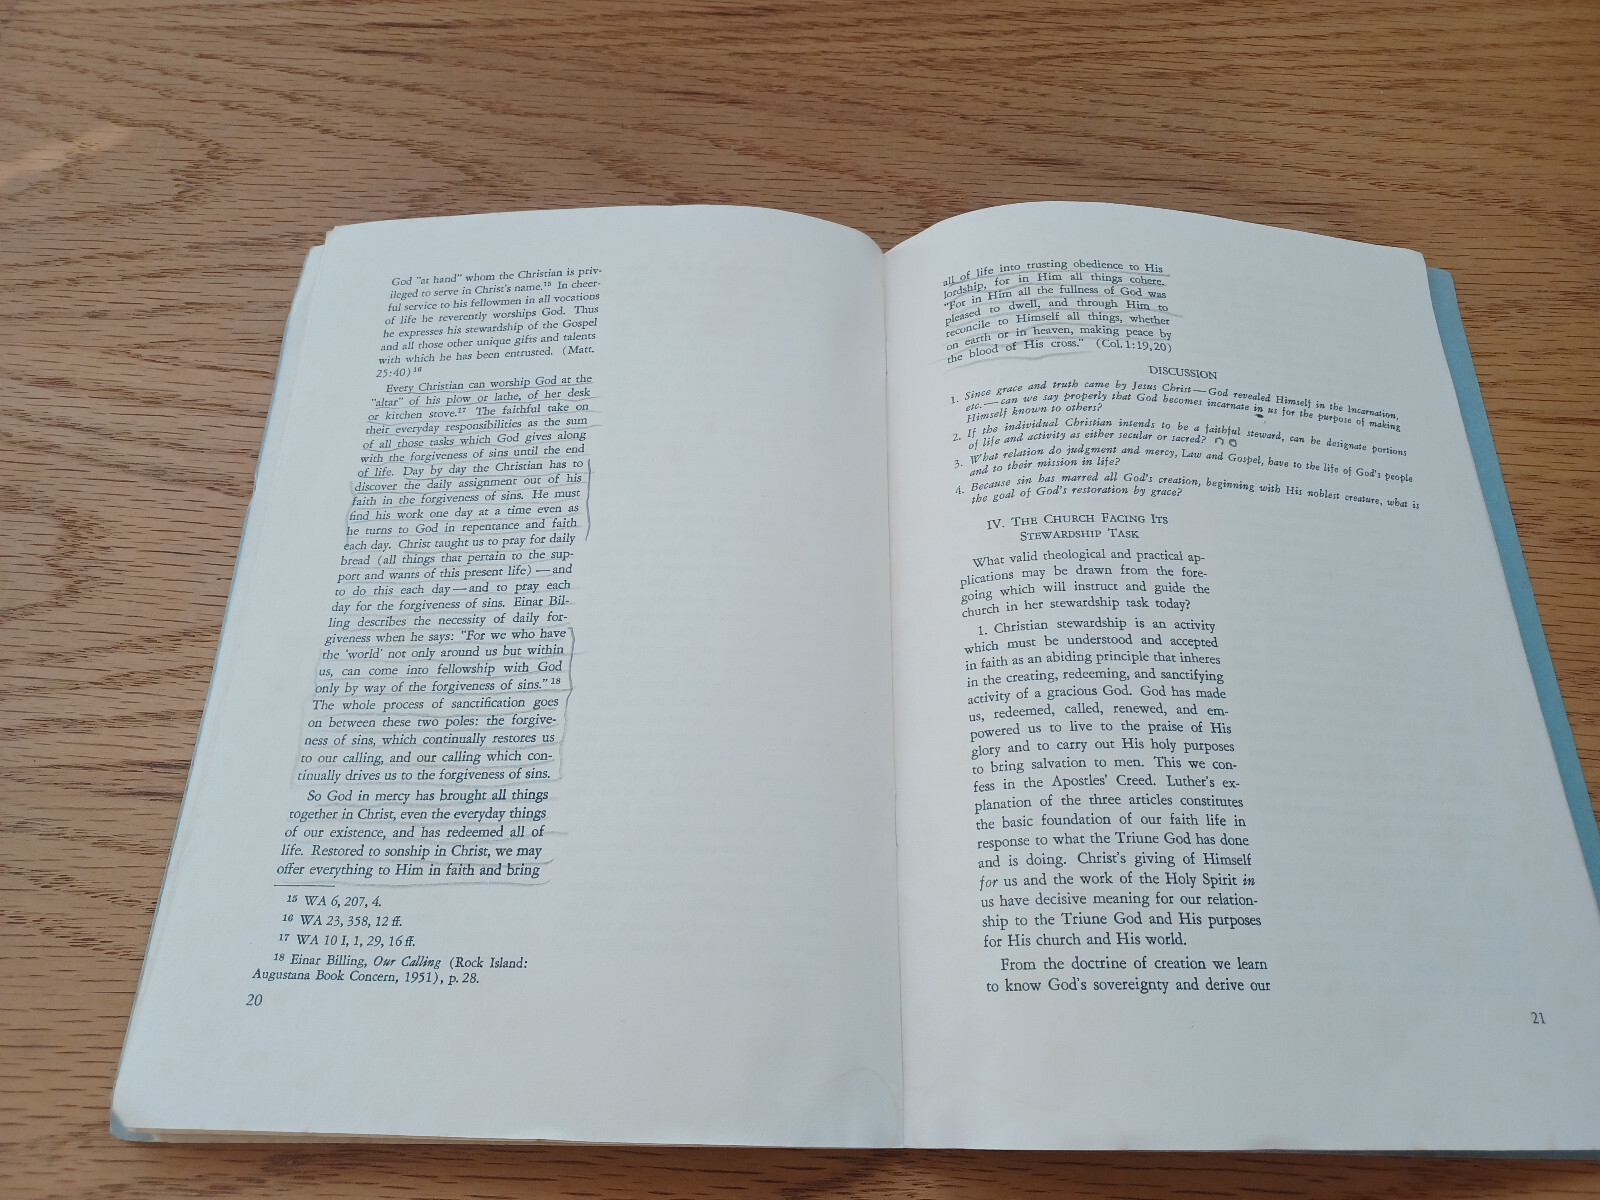 God "at hand" whom the Christian is priv-
ileged to serve in Christ's name.15 In cheer-
ful service to his fellowmen in all vocations
of life he reverently worships God. Thus
he expresses his stewardship of the Gospel
and all those other unique gifts and talents
with which he has been entrusted. (Matt.
25:40)16
Every Christian can worship God at the
"altar" of his plow or lathe, of her desk
or kitchen stove.17 The faithful take on
their everyday responsibilities as the sum
of all those tasks which God gives along
with the forgiveness of sins until the end
of life. Day by day the Christian has to
discover the daily assignment out of his
faith in the forgiveness of sins. He must
find his work one day at a time even as
he turns to God in repentance and faith
each day. Christ taught us to pray for daily
bread (all things that pertain to the sup-
port and wants of this present life) — and
to do this each day — and to pray each
day for the forgiveness of sins. Einar Bil-
ling describes the necessity of daily for-
giveness when he says: "For we who have
the 'world' not only around us but within
us, can come into fellowship with God
only by way of the forgiveness of sins." 18
The whole process of sanctification goes
on between these two poles: the forgive-
ness of sins, which continually restores us
to our calling, and our calling which con-
tinually drives us to the forgiveness of sins.
So God in mercy has brought all things
together in Christ, even the everyday things
of our existence, and has redeemed all of
life. Restored to sonship in Christ, we may
offer everything to Him in faith and bring
15 WA 6, 207, 4.
16 WA 23, 358, 12 ff.
17 WA 10 I, 1, 29, 16 ff.
18 Einar Billing, Our Calling (Rock Island:
Augustana Book Concern, 1951), p. 28.
20
all of life into trusting obedience to His
lordship, for in Him all things cohere.
"For in Him all the fullness of God was
pleased to dwell, and through Him to
reconcile to Himself all things, whether
on earth or in heaven, making peace by
the blood of His cross." (Col. 1:19,20)
DISCUSSION
1. Since grace and truth came by Jesus Christ — God revealed Himself in the Incarnation,
etc. — can we say properly that God becomes incarnate in us for the purpose of making
Himself known to others?
2. If the individual Christian intends to be a faithful steward, can be designate portions
of life and activity as either secular or sacred? no
3. What relation do judgment and mercy, Law and Gospel, have to the life of God's people
and to their mission in life?
4. Because sin has marred all God's creation, beginning with His noblest creature, what is
the goal of God's restoration by grace?
IV. THE CHURCH FACING ITS
STEWARDSHIP TASK
What valid theological and practical ap-
plications may be drawn from the fore-
going which will instruct and guide the
church in her stewardship task today?
1. Christian stewardship is an activity
which must be understood and accepted
in faith as an abiding principle that inheres
in the creating, redeeming, and sanctifying
activity of a gracious God. God has made
us, redeemed, called, renewed, and em-
powered us to live to the praise of His
glory and to carry out His holy purposes
to bring salvation to men. This we con-
fess in the Apostles' Creed. Luther's ex-
planation of the three articles constitutes
the basic foundation of our faith life in
response to what the Triune God has done
and is doing. Christ's giving of Himself
for us and the work of the Holy Spirit in
us have decisive meaning for our relation-
ship to the Triune God and His purposes
for His church and His world.
From the doctrine of creation we learn
to know God's sovereignty and derive our
21